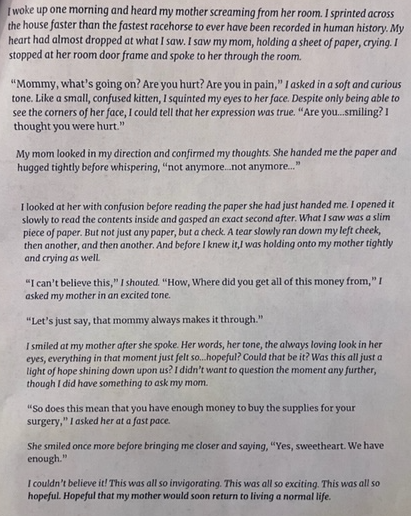 I woke up one morning and heard my mother screaming from her room. I sprinted across
the house faster than the fastest racehorse to ever have been recorded in human history. My
heart had almost dropped at what I saw. I saw my mom, holding a sheet of paper, crying. I
stopped at her room door frame and spoke to her through the room.
“Mommy, what's going on? Are you hurt? Are you in pain,” I asked in a soft and curious
tone. Like a small, confused kitten, I squinted my eyes to her face. Despite only being able to
see the corners of her face, I could tell that her expression was true. “Are you...smiling? I
thought you were hurt.”
My mom looked in my direction and confirmed my thoughts. She handed me the paper and
hugged tightly before whispering, “not anymore...not anymore...”
I looked at her with confusion before reading the paper she had just handed me. I opened it
slowly to read the contents inside and gasped an exact second after. What I saw was a slim
piece of paper. But not just any paper, but a check. A tear slowly ran down my left cheek,
then another, and then another. And before I knew it,I was holding onto my mother tightly
and crying as well.
“I can't believe this,” I shouted. “How, Where did you get all of this money from,” I
asked my mother in an excited tone.
“Let's just say, that mommy always makes it through.”
I smiled at my mother after she spoke. Her words, her tone, the always loving look in her
eyes, everything in that moment just felt so...hopeful? Could that be it? Was this all just a
light of hope shining down upon us? I didn't want to question the moment any further,
though I did have something to ask my mom.
“So does this mean that you have enough money to buy the supplies for your
surgery,” I asked her at a fast pace.
She smiled once more before bringing me closer and saying, “Yes, sweetheart. We have
enough.”
I couldn't believe it! This was all so invigorating. This was all so exciting. This was all so
hopeful. Hopeful that my mother would soon return to living a normal life.